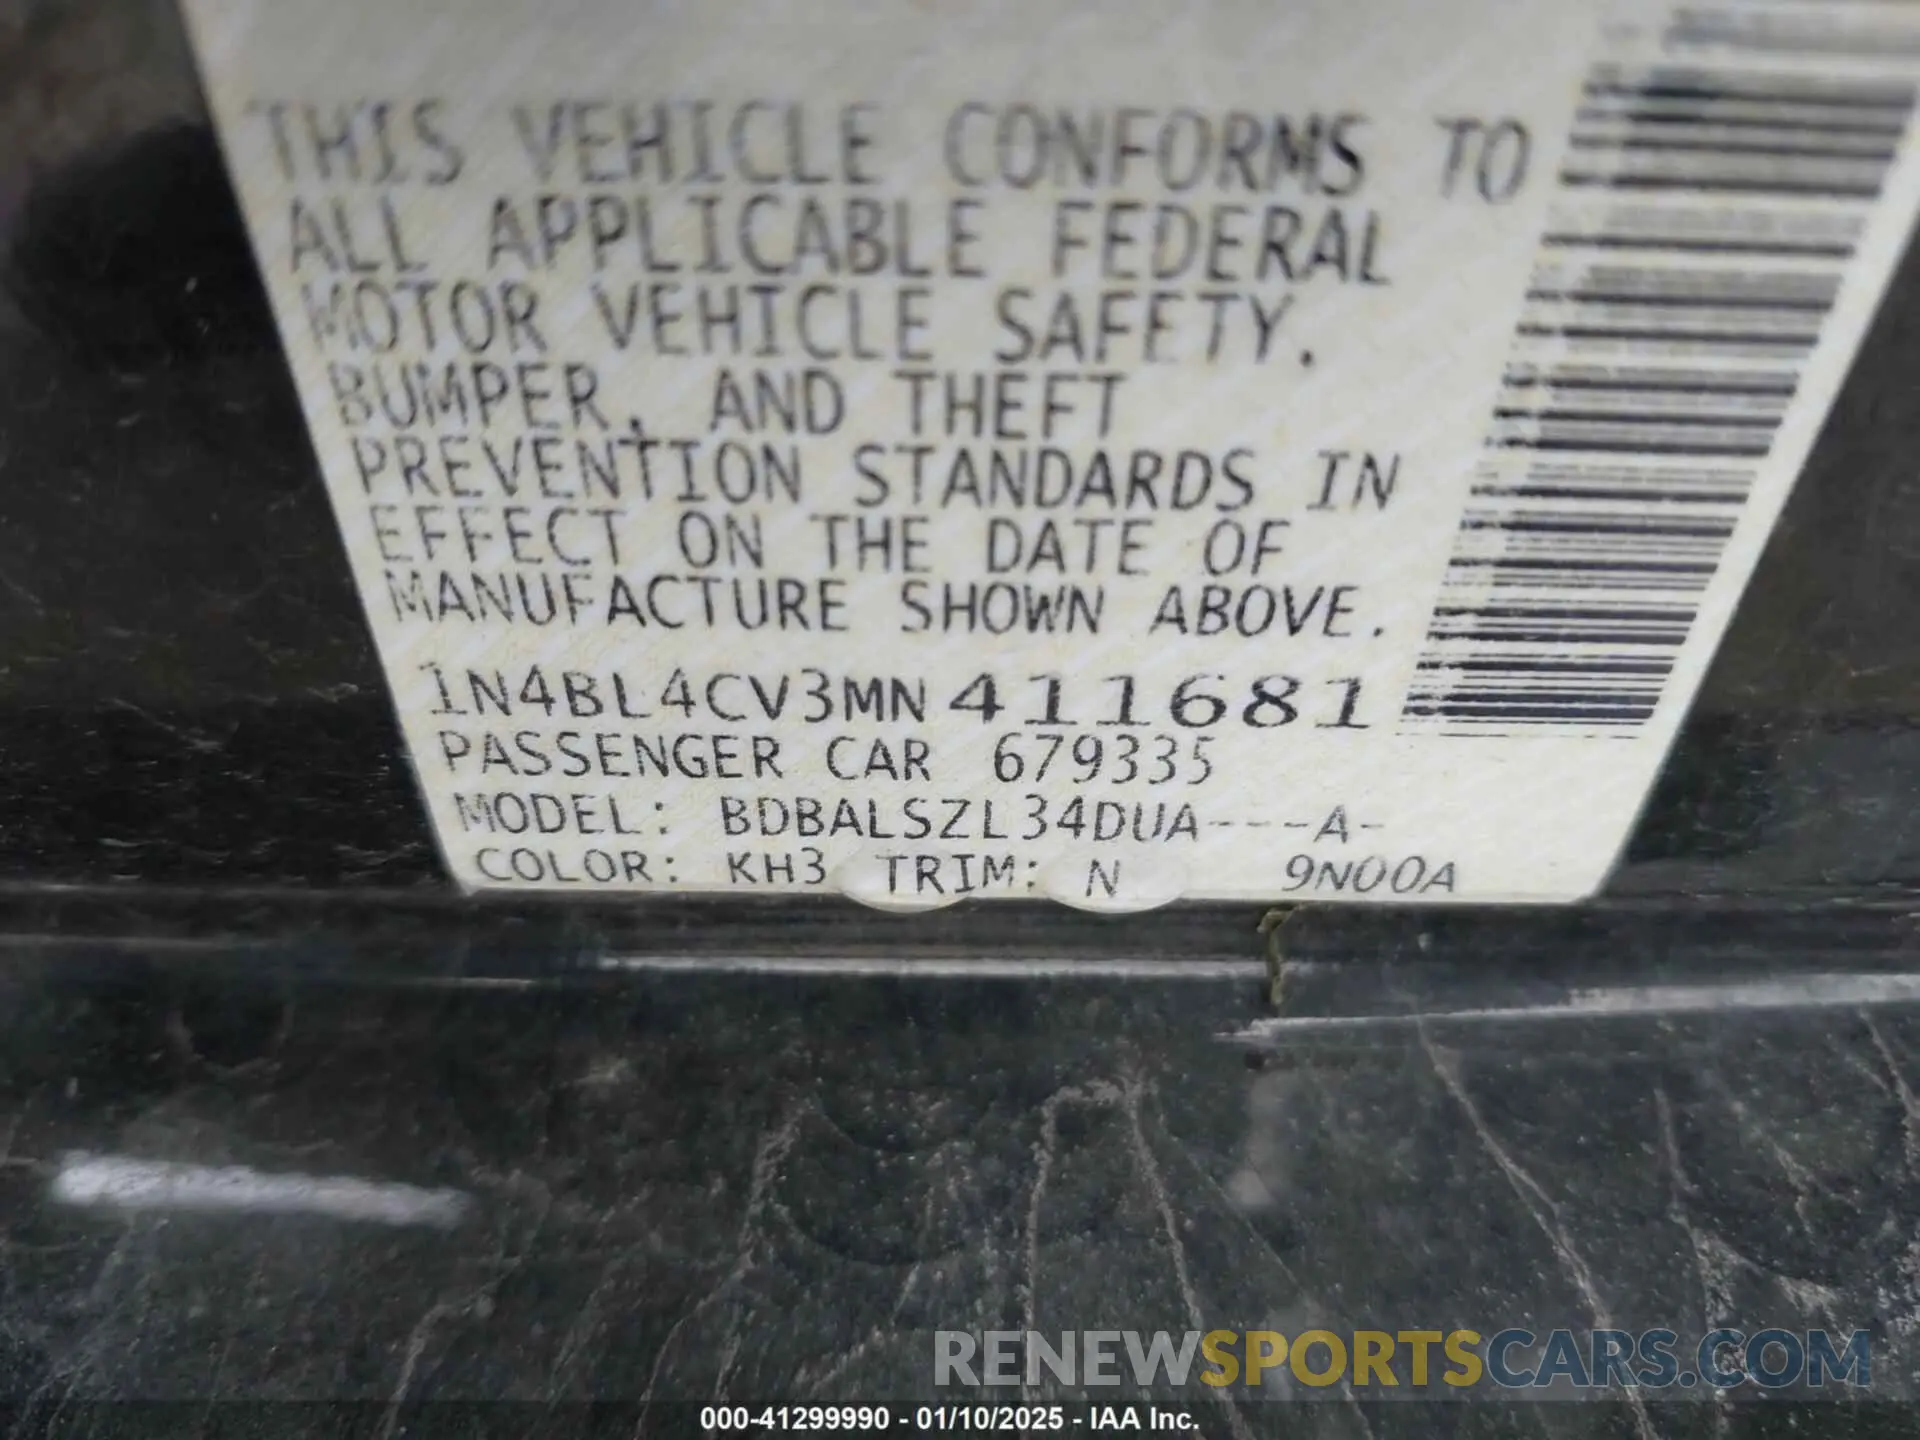 THIS VEHICLE CONFORMS TO
ALL APPLICABLE FEDERAL
MOTOR VEHICLE SAFETY.
BUMPER, AND THEFT
PREVENTION STANDARDS IN
EFFECT ON THE DATE OF
MANUFACTURE SHOWN ABOVE.
1N4BL4CV3MN411681
PASSENGER CAR 679335
MODEL: BDBALSZL34DUA---A-
COLOR: KH3 TRIM: N 9N00A
RENEWSPORTSCARS.COM
000-41299990 - 01/10/2025 - IAA Inc.